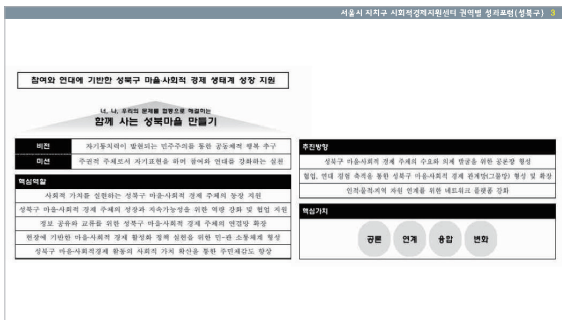 서울시 자치구 사회적경제지원센터 권역별 성과포럼(성북구) 3
참여와 연대에 기반한 성북구 마을·사회적 경제 생태계 성장 지원
너, 나, 우리의 문제를 협동으로 해결하는
함께 사는 성북마을 만들기
비전 자기통치력이 발현되는 민주주의를 통한 공동체적 행복 추구
미션 주권적 주체로서 자기표현을 하며 참여와 연대를 강화하는 실현
핵심역할
사회적 가치를 실현하는 성북구 마을·사회적 경제 주체의 등장 지원
성북구 마을·사회적 경제 주체의 성장과 지속가능성을 위한 역량 강화 및 협업 지원
정보 공유와 교류를 위한 성북구 마을·사회적 경제 주체의 연결망 확장
현장에 기반한 마을·사회적 경제 활성화 정책 실현을 위한 민-관 소통체계 형성
성북구 마을·사회적경제 활동의 사회적 가치 확산을 통한 주민체감도 향상
추진방향
성북구 마을·사회적 경제 주체의 수요와 의제 발굴을 위한 공론장 형성
협업, 연대 경험 축적을 통한 성북구 마을·사회적 경제 관계망(그물망) 형성 및 확장
인적·물적·지역 자원 연계를 위한 네트워크 플랫폼 강화
핵심가치
공론 연계 융합 변화